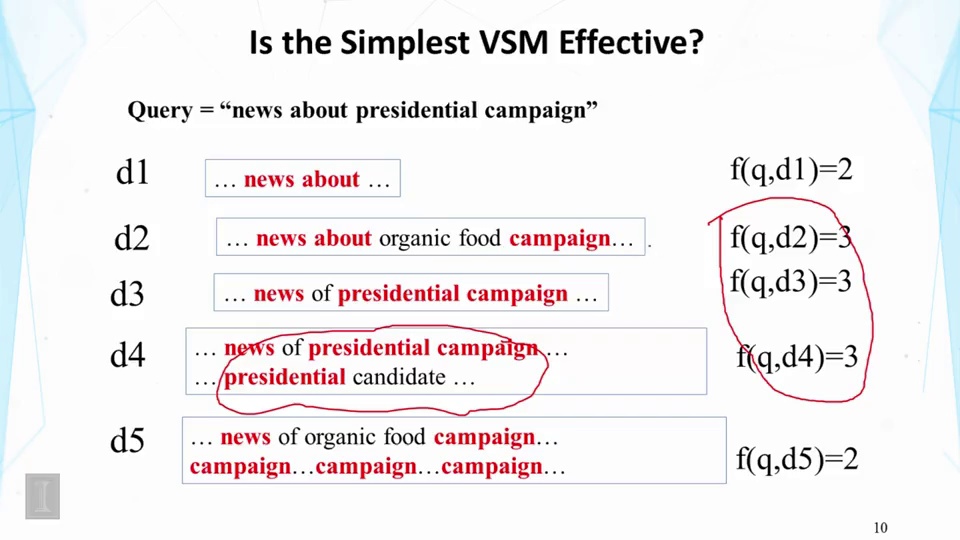 Is the Simplest VSM Effective?
Query = “news about presidential campaign”
d1 … news about … f(q,d1)=2
d2 … news about organic food campaign… . f(q,d2)=3
d3 … news of presidential campaign … f(q,d3)=3
d4 … news of presidential campaign … f(q,d4)=3
… presidential candidate …
d5 … news of organic food campaign… f(q,d5)=2
campaign…campaign…campaign…
I
10